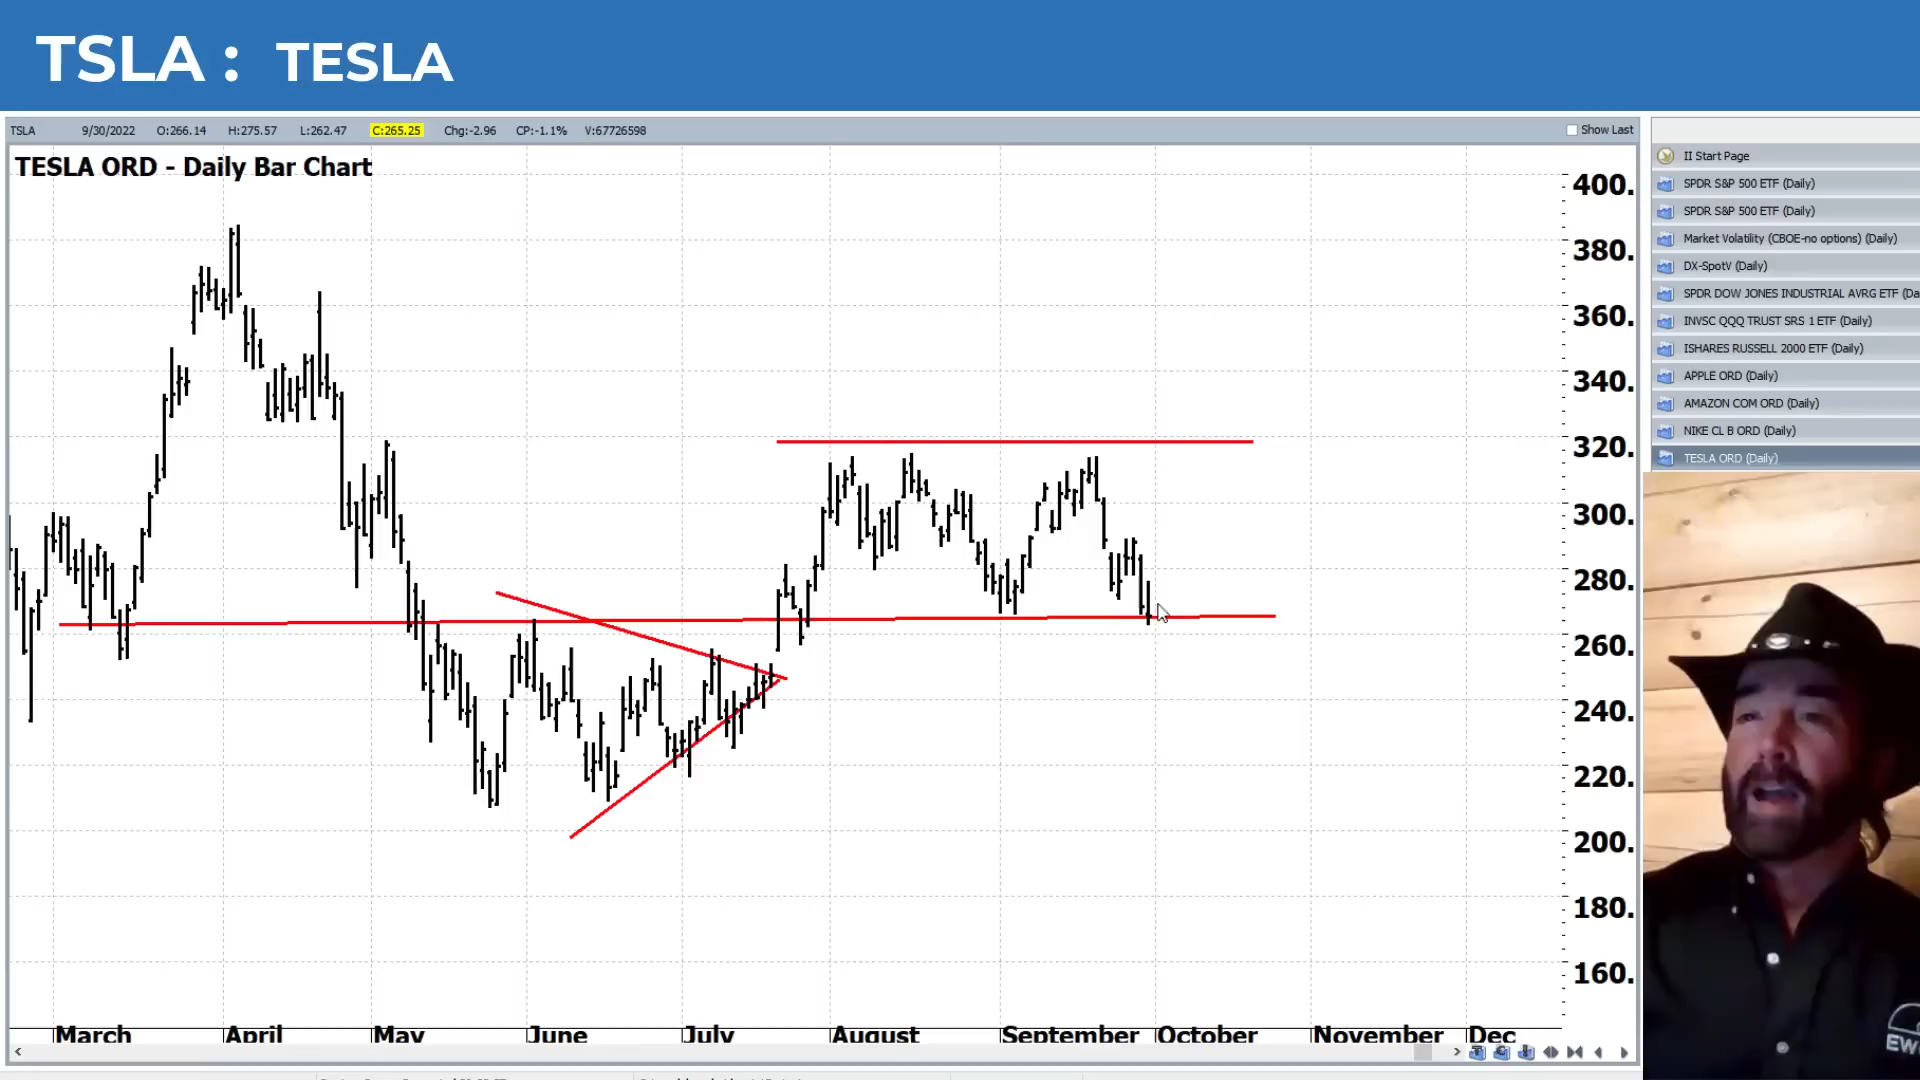 TSLA : TESLA
TSLA 9/30/2022 O:266.14 H:275.57 L:262.47 C:265.25 Chg:-2.96 CP:-1.1% V:67726598 Show Last
TESLA ORD - Daily Bar Chart
400.
380.
360.
340.
320.
300.
280.
260.
240.
220.
200.
180.
160.
March April May June July August September October November Dec
II Start Page
SPDR S&P 500 ETF (Daily)
SPDR S&P 500 ETF (Daily)
Market Volatility (CBOE-no options) (Daily)
DX-SpotV (Daily)
SPDR DOW JONES INDUSTRIAL AVRG ETF (Da
INVSC QQQ TRUST SRS 1 ETF (Daily)
ISHARES RUSSELL 2000 ETF (Daily)
APPLE ORD (Daily)
AMAZON COM ORD (Daily)
NIKE CL B ORD (Daily)
TESLA ORD (Daily)